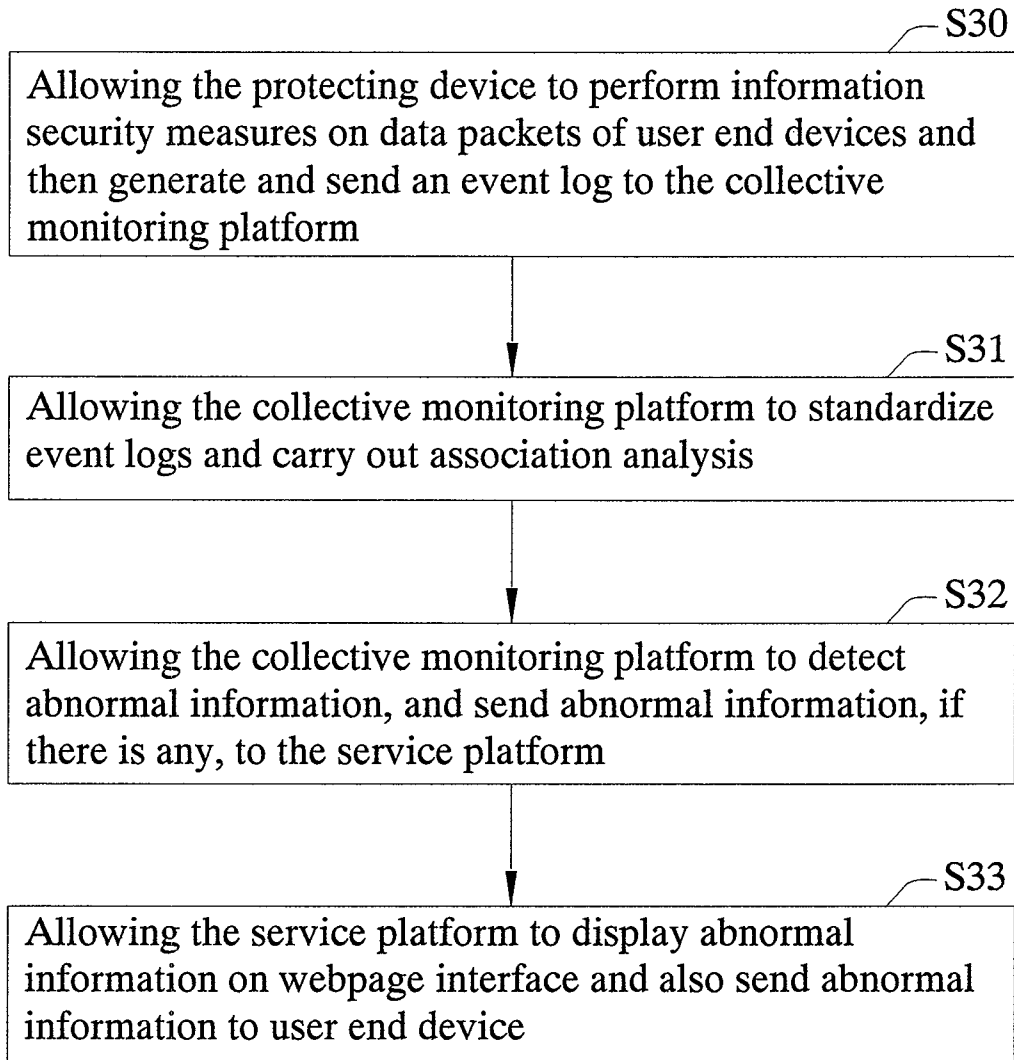 S30
Allowing the protecting device to perform information
security measures on data packets of user end devices and
then generate and send an event log to the collective
monitoring platform
S31
Allowing the collective monitoring platform to standardize
event logs and carry out association analysis
S32
Allowing the collective monitoring platform to detect
abnormal information, and send abnormal information, if
there is any, to the service platform
S33
Allowing the service platform to display abnormal
information on webpage interface and also send abnormal
information to user end device